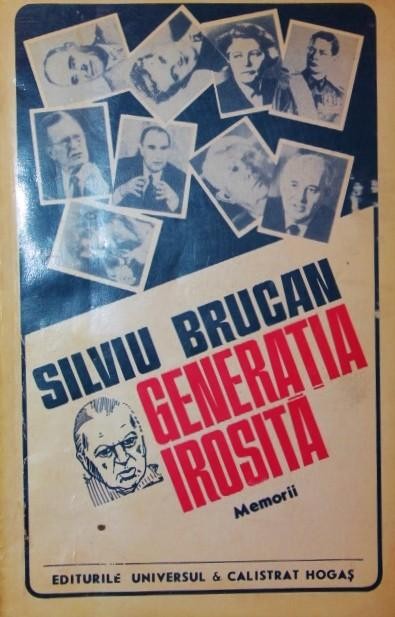 SILVIU BRUCAN
GENERAȚIA
IROSITĂ
Memorii
EDITURILE UNIVERSUL & CALISTRAT HOGAȘ